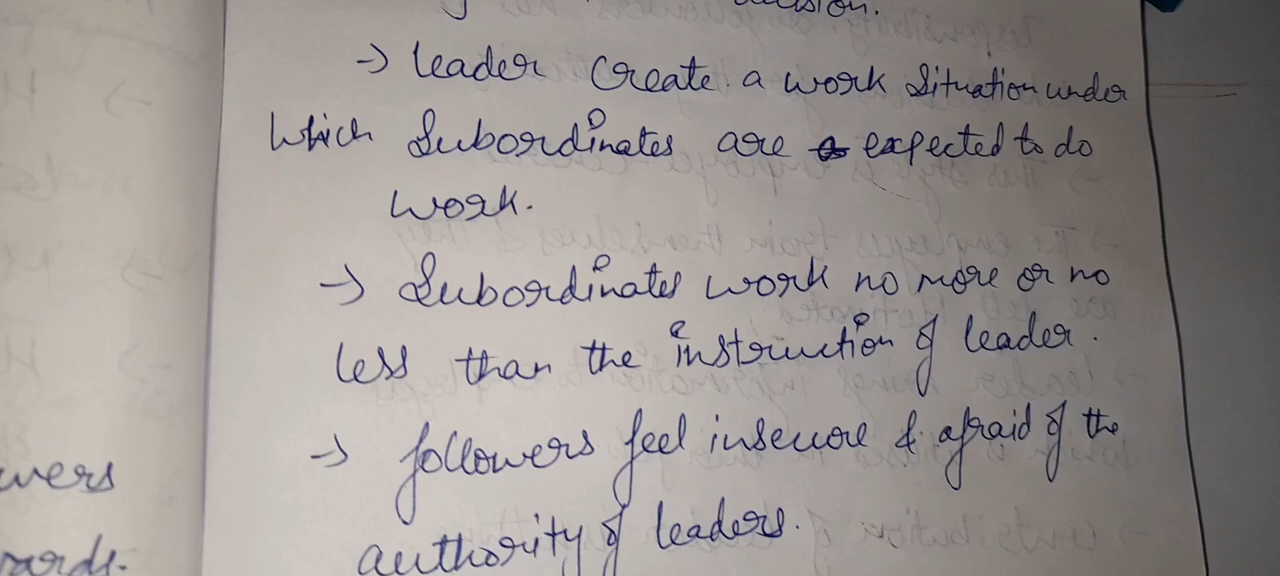 → leader create a work situation under
which subordinates are expected to do
work.
→ Subordinates work no more or no
less than the instruction of leader.
→ followers feel insecure & afraid of the
authority of leaders.